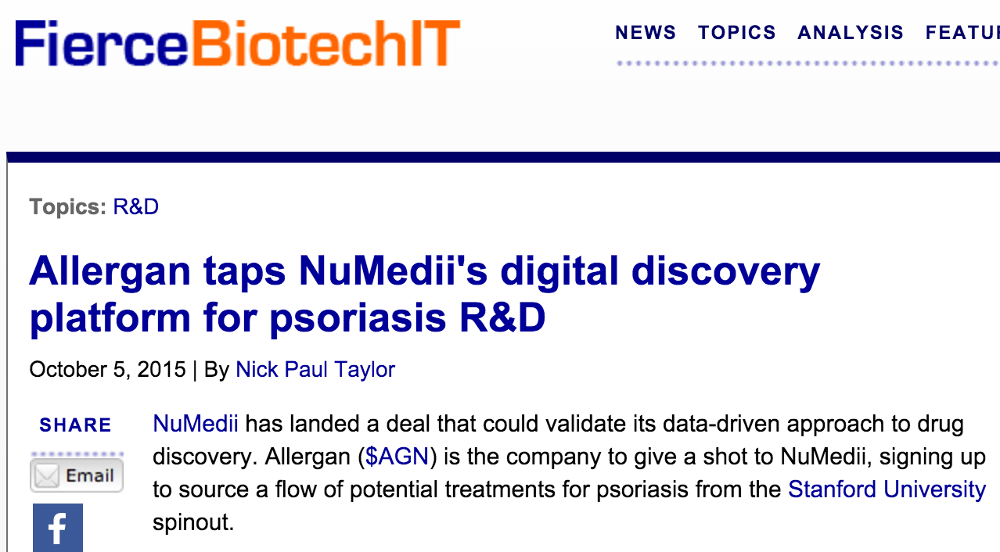 FierceBiotechIT
NEWS TOPICS ANALYSIS
Topics: R&D
Allergan taps NuMedii's digital discovery
platform for psoriasis R&D
October 5, 2015 | By Nick Paul Taylor
SHARE
Email
f
NuMedii has landed a deal that could validate its data-driven approach to drug
discovery. Allergan ($AGN) is the company to give a shot to NuMedii, signing up
to source a flow of potential treatments for psoriasis from the Stanford University
spinout.